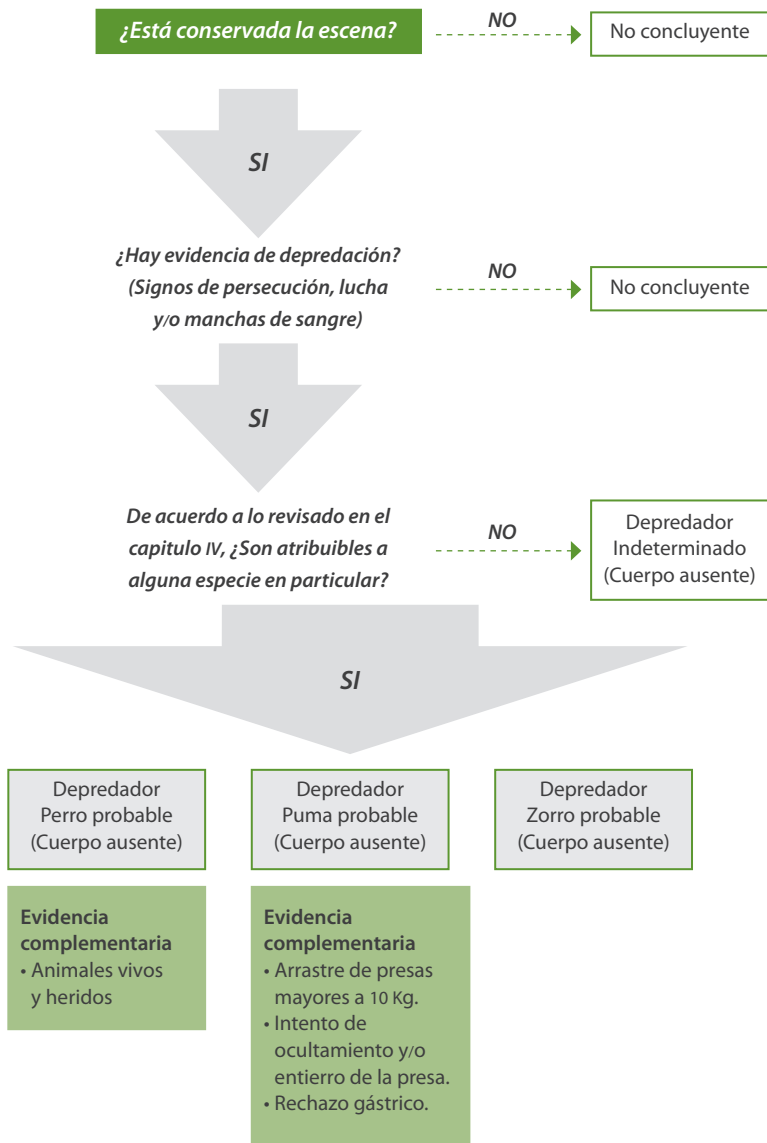 ¿Está conservada la escena?
NO
No concluyente
SI
¿Hay evidencia de depredación?
(Signos de persecución, lucha
y/o manchas de sangre)
NO
No concluyente
SI
De acuerdo a lo revisado en el
capitulo IV, ¿Son atribuibles a
alguna especie en particular?
NO
Depredador
Indeterminado
(Cuerpo ausente)
SI
Depredador
Perro probable
(Cuerpo ausente)
Depredador
Puma probable
(Cuerpo ausente)
Depredador
Zorro probable
(Cuerpo ausente)
Evidencia
complementaria
• Animales vivos
y heridos
Evidencia
complementaria
• Arrastre de presas
mayores a 10 Kg.
• Intento de
ocultamiento y/o
entierro de la presa.
• Rechazo gástrico.